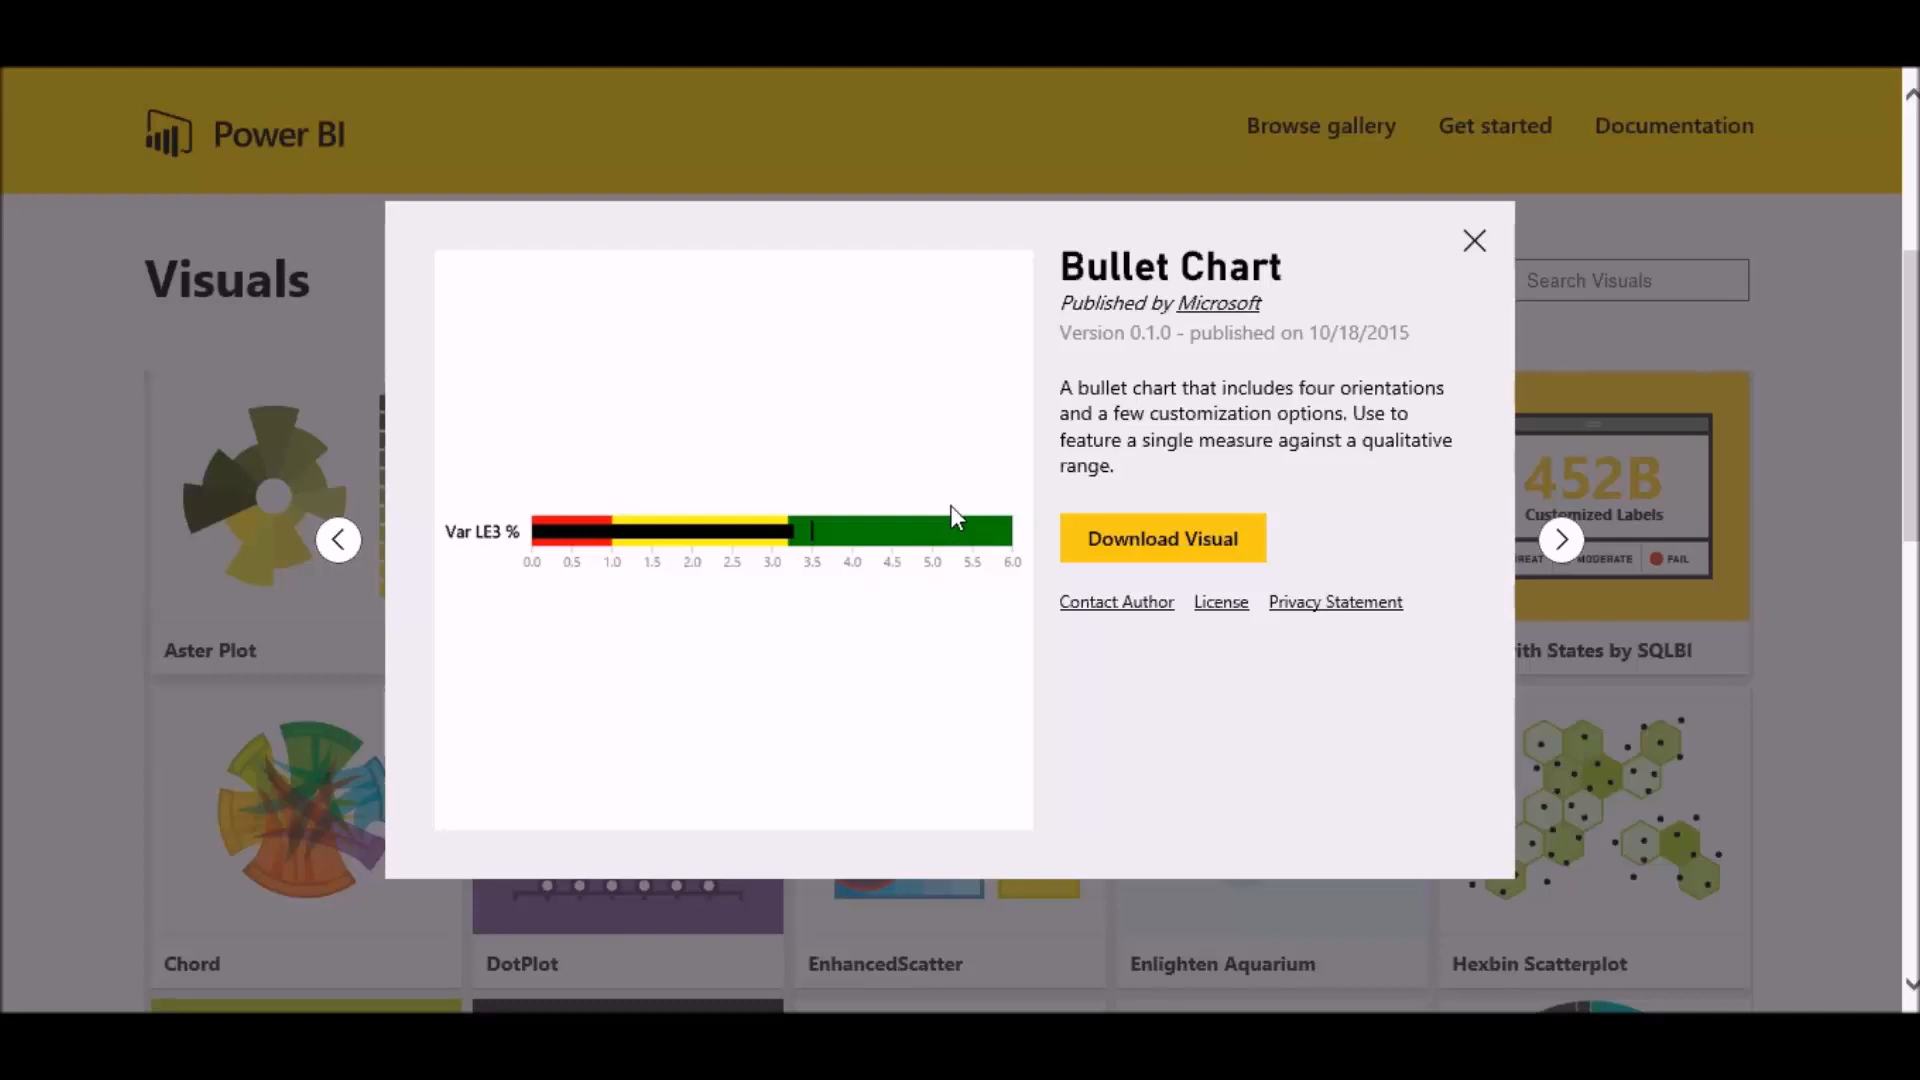 Power BI
Browse gallery
Get started
Documentation
Visuals
Search Visuals
Bullet Chart
Published by Microsoft
Version 0.1.0 - published on 10/18/2015
A bullet chart that includes four orientations
and a few customization options. Use to
feature a single measure against a qualitative
range.
Download Visual
Contact Author
License
Privacy Statement
Var LE3 %
0.0 0.5 1.0 1.5 2.0 2.5 3.0 3.5 4.0 4.5 5.0 5.5 6.0
452B
Customized Labels
MODERATE
FAIL
Aster Plot
States by SQLBI
Chord
DotPlot
EnhancedScatter
Enlighten Aquarium
Hexbin Scatterplot